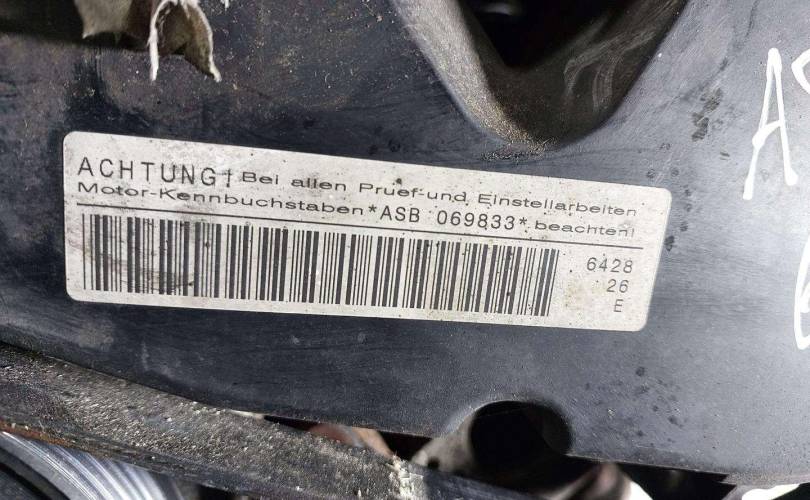 ACHTUNG! Bei allen Pruef-und Einstellarbeiten
Motor-Kennbuchstaben *ASB 069833* beachten!
6428
26
E